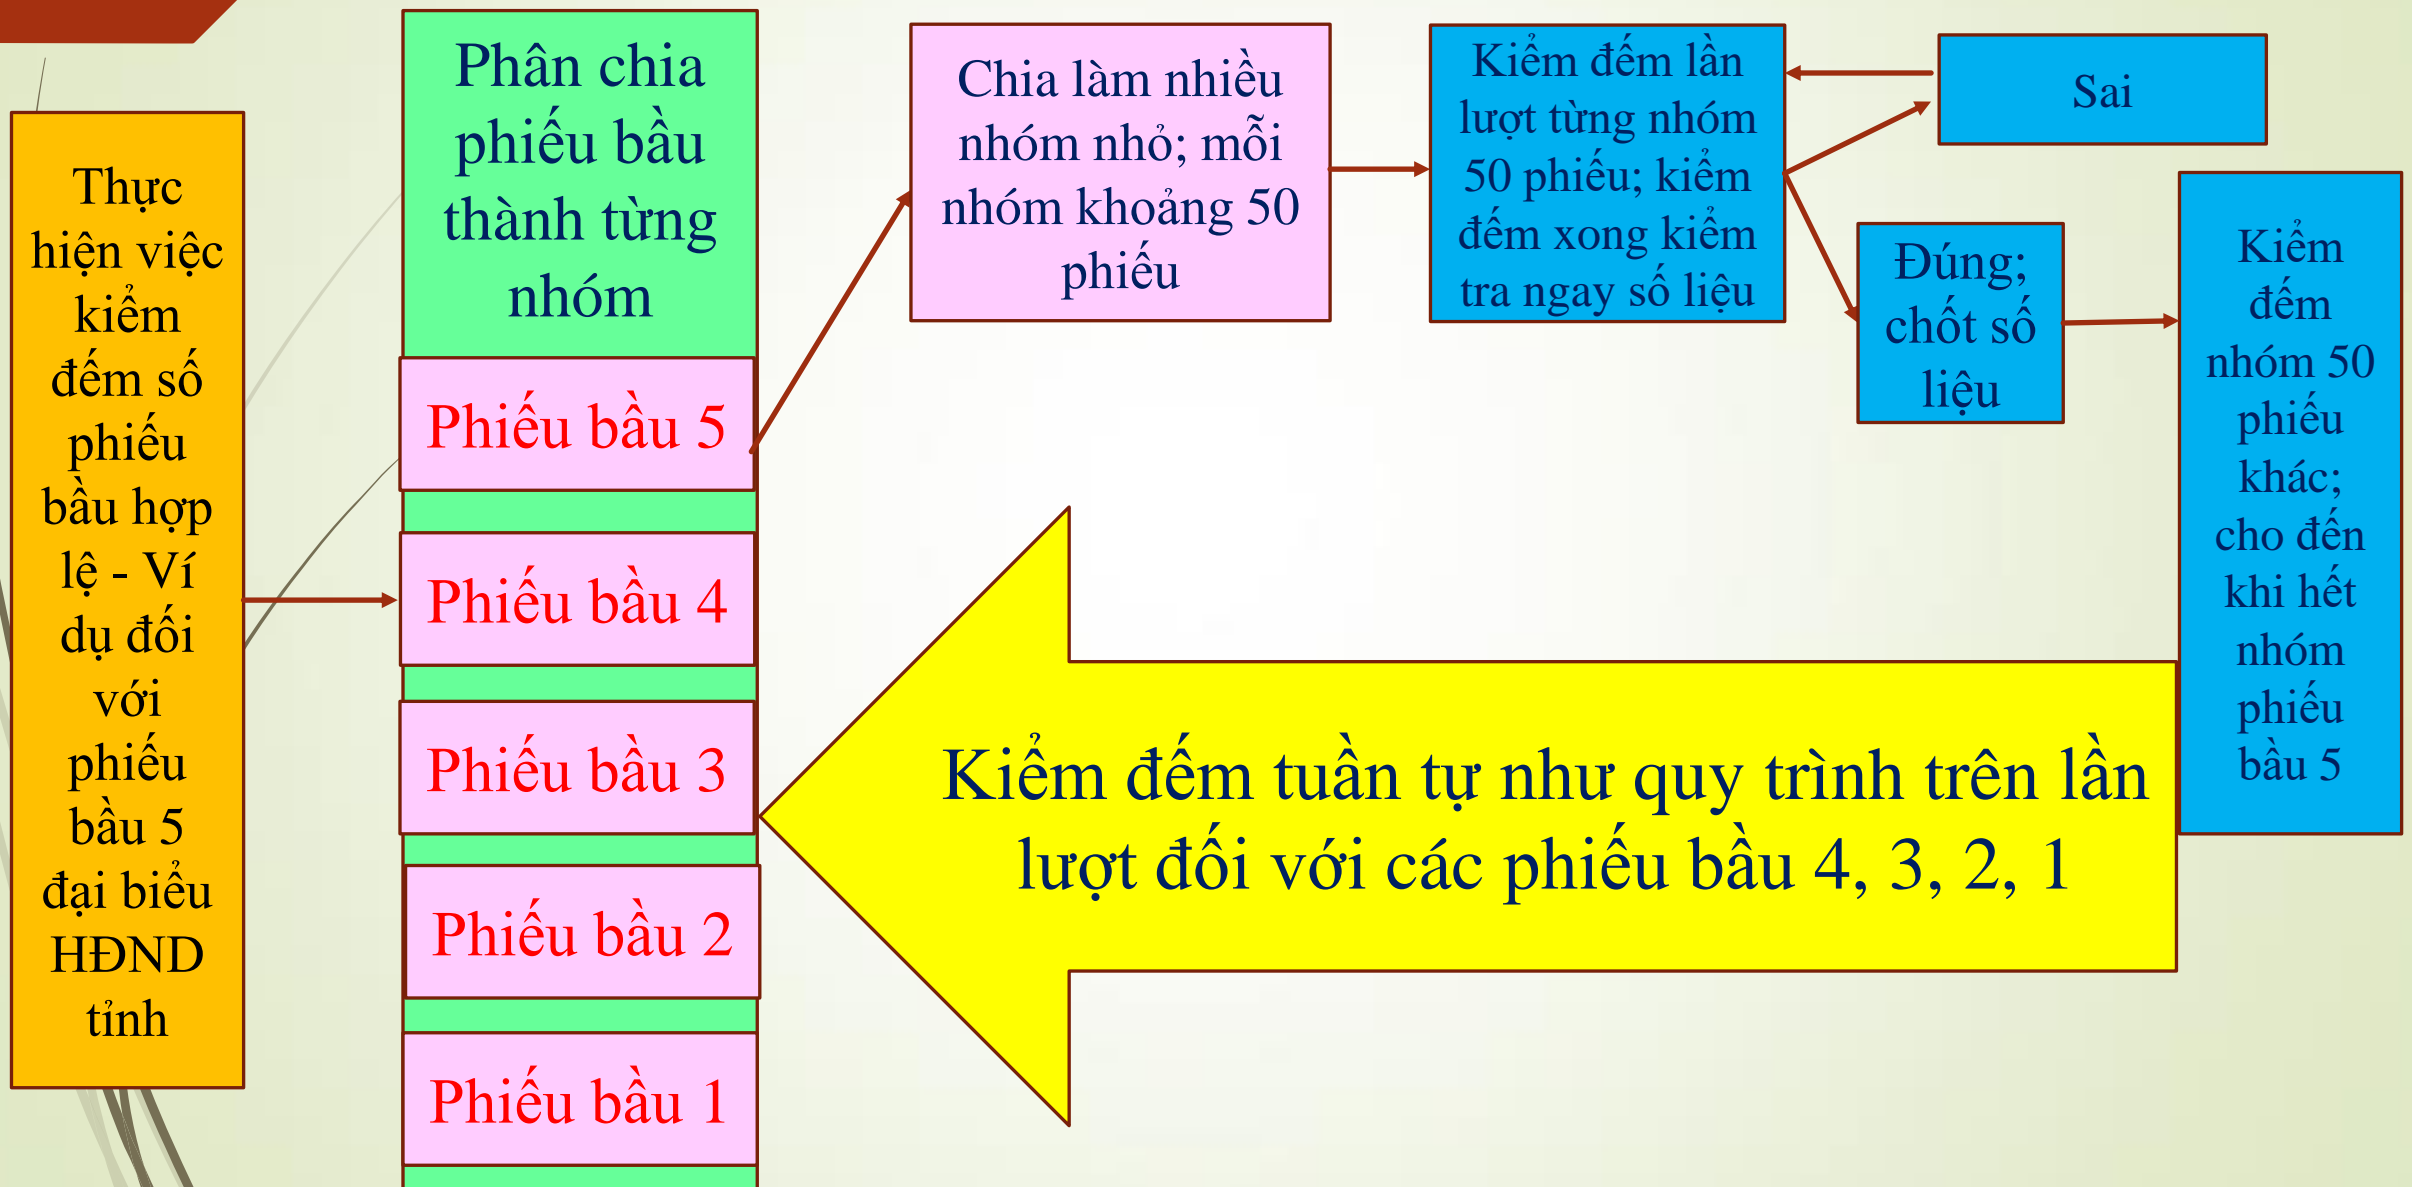 Thực
hiện việc
kiểm
đếm số
phiếu
bầu hợp
lệ - Ví
dụ đối
với
phiếu
bầu 5
đại biểu
HĐND
tỉnh
Phân chia
phiếu bầu
thành từng
nhóm
Phiếu bầu 5
Phiếu bầu 4
Phiếu bầu 3
Phiếu bầu 2
Phiếu bầu 1
Chia làm nhiều
nhóm nhỏ; mỗi
nhóm khoảng 50
phiếu
Kiểm đếm lần
lượt từng nhóm
50 phiếu; kiểm
đếm xong kiểm
tra ngay số liệu
Sai
Đúng;
chốt số
liệu
Kiểm
đếm
nhóm 50
phiếu
khác;
cho đến
khi hết
nhóm
phiếu
bầu 5
Kiểm đếm tuần tự như quy trình trên lần
lượt đối với các phiếu bầu 4, 3, 2, 1